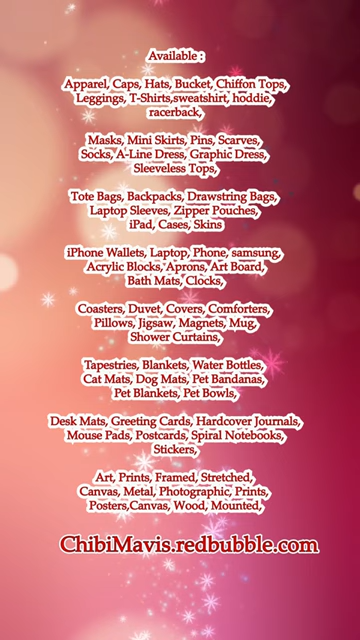 Available :
Apparel, Caps, Hats, Bucket, Chiffon Tops,
Leggings, T-Shirts,sweatshirt, hoddie,
racerback,
Masks, Mini Skirts, Pins, Scarves,
Socks, A-Line Dress, Graphic Dress,
Sleeveless Tops,
Tote Bags, Backpacks, Drawstring Bags,
Laptop Sleeves, Zipper Pouches,
iPad, Cases, Skins
iPhone Wallets, Laptop, Phone, samsung,
Acrylic Blocks, Aprons, Art Board,
Bath Mats, Clocks,
Coasters, Duvet, Covers, Comforters,
Pillows, Jigsaw, Magnets, Mug,
Shower Curtains,
Tapestries, Blankets, Water Bottles,
Cat Mats, Dog Mats, Pet Bandanas,
Pet Blankets, Pet Bowls,
Desk Mats, Greeting Cards, Hardcover Journals,
Mouse Pads, Postcards, Spiral Notebooks,
Stickers,
Art, Prints, Framed, Stretched,
Canvas, Metal, Photographic, Prints,
Posters,Canvas, Wood, Mounted,
ChibiMavis.redbubble.com